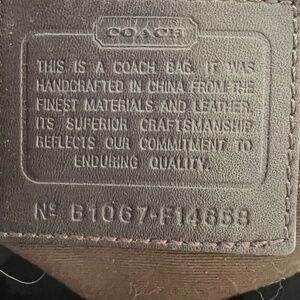 COACH
THIS IS A COACH BAG. IT WAS
HANDCRAFTED IN CHINA FROM THE
FINEST MATERIALS AND LEATHER.
ITS SUPERIOR CRAFTSMANSHIP
REFLECTS OUR COMMITMENT TO
ENDURING QUALITY.
Nº B1067-F14658